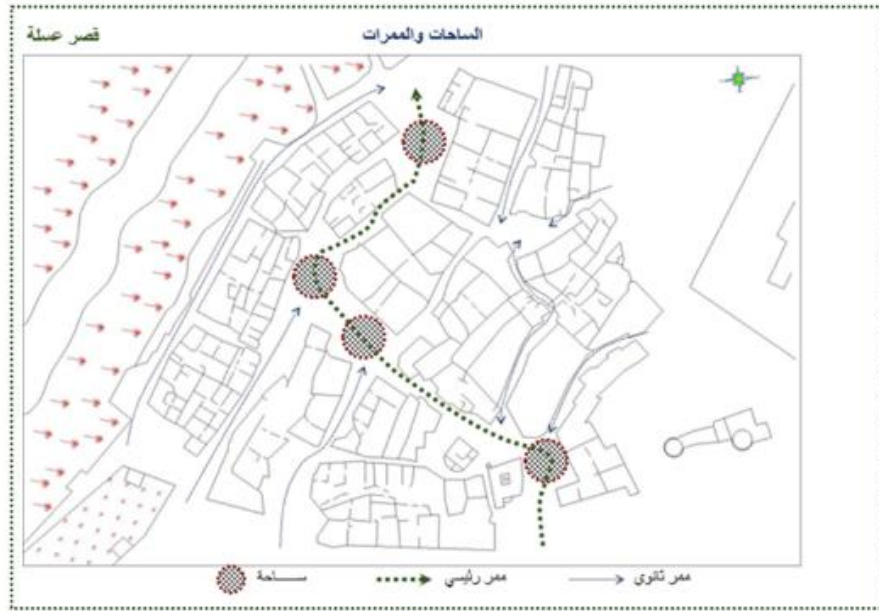 قصر عسلة
الساحات والممرات
ساحة
ممر رئيسي
ممر ثانوي